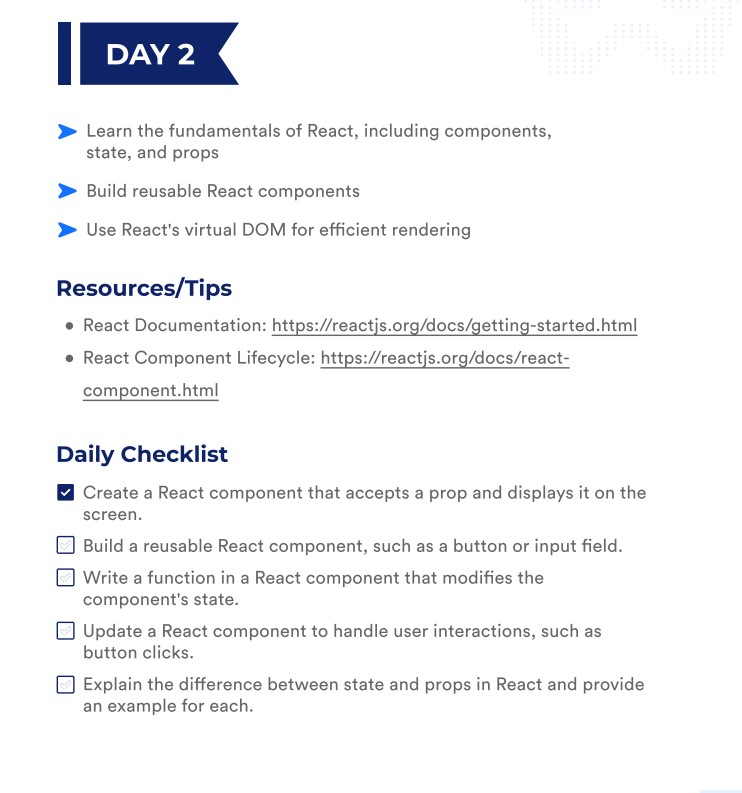 DAY 2
Learn the fundamentals of React, including components,
state, and props
Build reusable React components
Use React's virtual DOM for efficient rendering
Resources/Tips
React Documentation: https://reactjs.org/docs/getting-started.html
React Component Lifecycle: https://reactjs.org/docs/react-
component.html
Daily Checklist
Create a React component that accepts a prop and displays it on the
screen.
Build a reusable React component, such as a button or input field.
Write a function in a React component that modifies the
component's state.
Update a React component to handle user interactions, such as
button clicks.
Explain the difference between state and props in React and provide
an example for each.